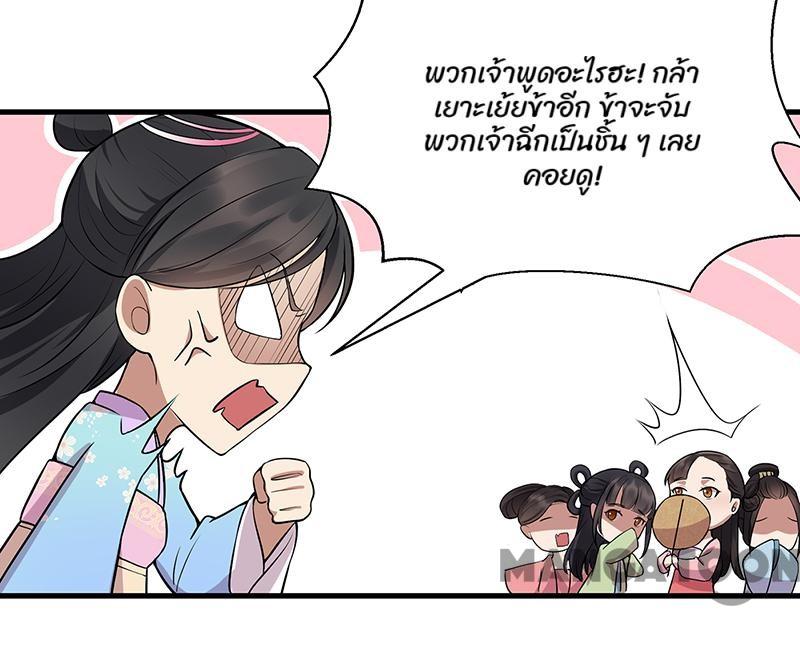 พวกเจ้าพูดอะไรฮะ! กล้า
เยาะเย้ยข้าอีก ข้าจะจับ
พวกเจ้าฉีกเป็นชิ้น ๆ เลย
คอยดู!
MANGATOON